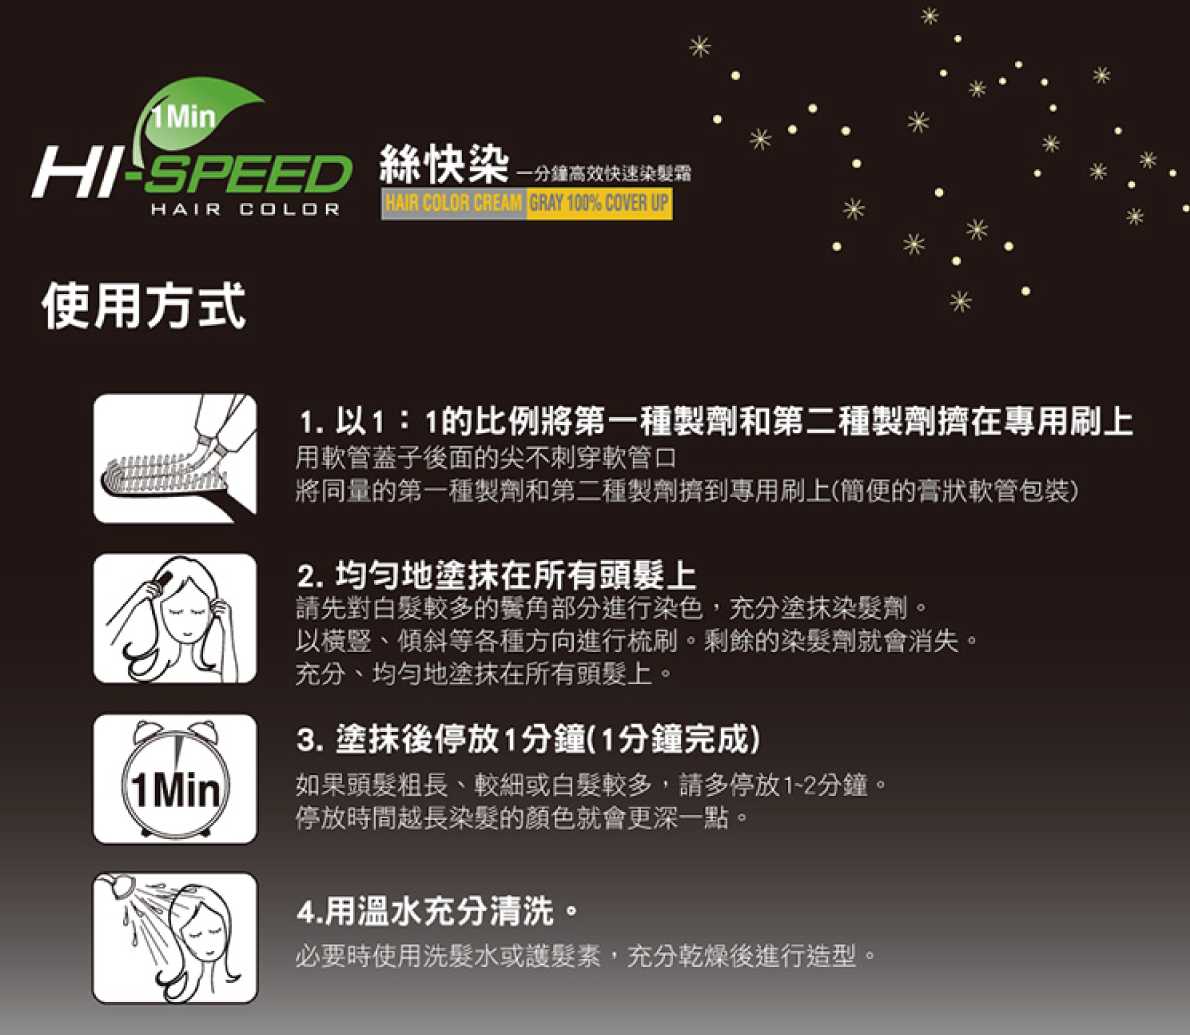 1Min
HI-SPEED
HAIR COLOR
絲快染 一分鐘高效快速染髮霜
HAIR COLOR CREAM GRAY 100% COVER UP
使用方式
1. 以1：1的比例將第一種製劑和第二種製劑擠在專用刷上
用軟管蓋子後面的尖不刺穿軟管口
將同量的第一種製劑和第二種製劑擠到專用刷上(簡便的膏狀軟管包裝)
2. 均勻地塗抹在所有頭髮上
請先對白髮較多的鬢角部分進行染色，充分塗抹染髮劑。
以橫豎、傾斜等各種方向進行梳刷。剩餘的染髮劑就會消失。
充分、均勻地塗抹在所有頭髮上。
1Min
3. 塗抹後停放1分鐘(1分鐘完成)
如果頭髮粗長、較細或白髮較多，請多停放1~2分鐘。
停放時間越長染髮的顏色就會更深一點。
4.用溫水充分清洗。
必要時使用洗髮水或護髮素，充分乾燥後進行造型。